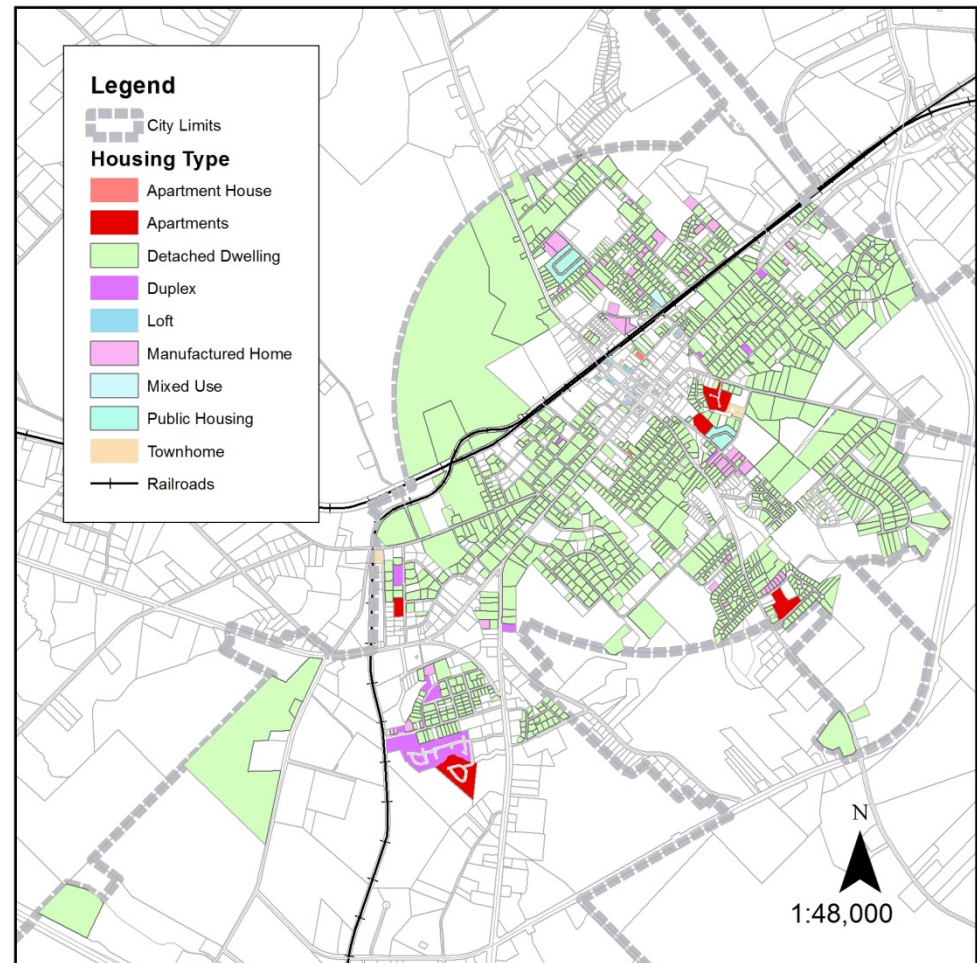 Legend
City Limits
Housing Type
Apartment House
Apartments
Detached Dwelling
Duplex
Loft
Manufactured Home
Mixed Use
Public Housing
Townhome
Railroads
N
1:48,000